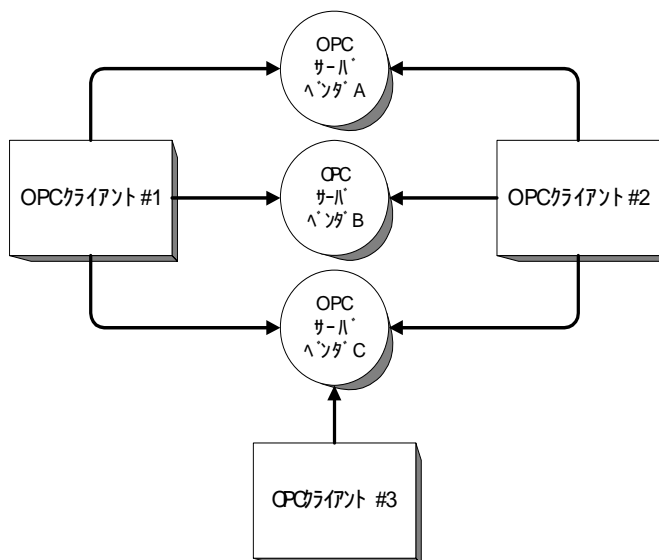 OPC
ｻｰﾊﾞ
ﾍﾞﾝﾀﾞ A
OPCｸﾗｲｱﾝﾄ #1
OPC
ｻｰﾊﾞ
ﾍﾞﾝﾀﾞ B
OPCｸﾗｲｱﾝﾄ #2
OPC
ｻｰﾊﾞ
ﾍﾞﾝﾀﾞ C
OPCｸﾗｲｱﾝﾄ #3